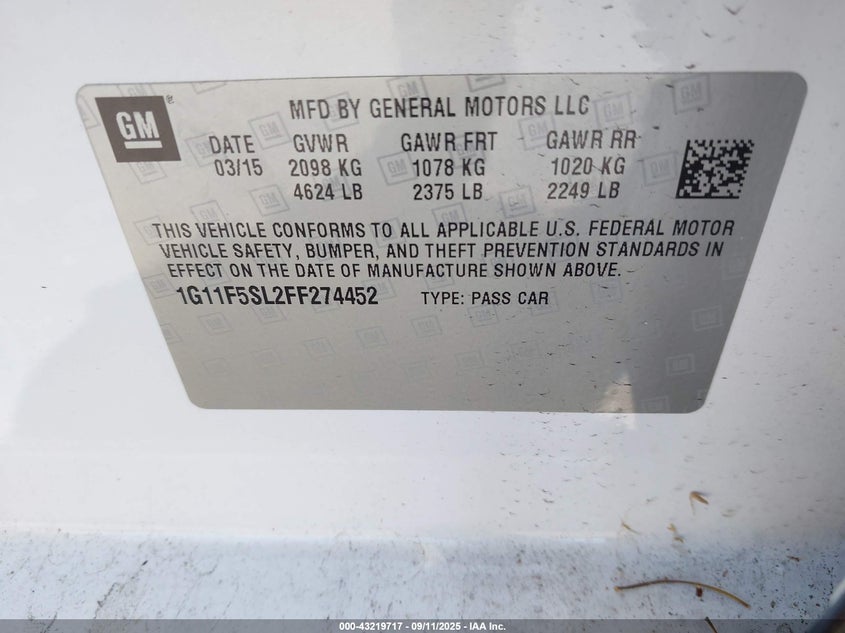 GM®
MFD BY GENERAL MOTORS LLC
DATE GVWR GAWR FRT GAWR RR
03/15 2098 KG 1078 KG 1020 KG
4624 LB 2375 LB 2249 LB
THIS VEHICLE CONFORMS TO ALL APPLICABLE U.S. FEDERAL MOTOR
VEHICLE SAFETY, BUMPER, AND THEFT PREVENTION STANDARDS IN
EFFECT ON THE DATE OF MANUFACTURE SHOWN ABOVE.
1G11F5SL2FF274452 TYPE: PASS CAR
000-43219717 - 09/11/2025 - IAA Inc.